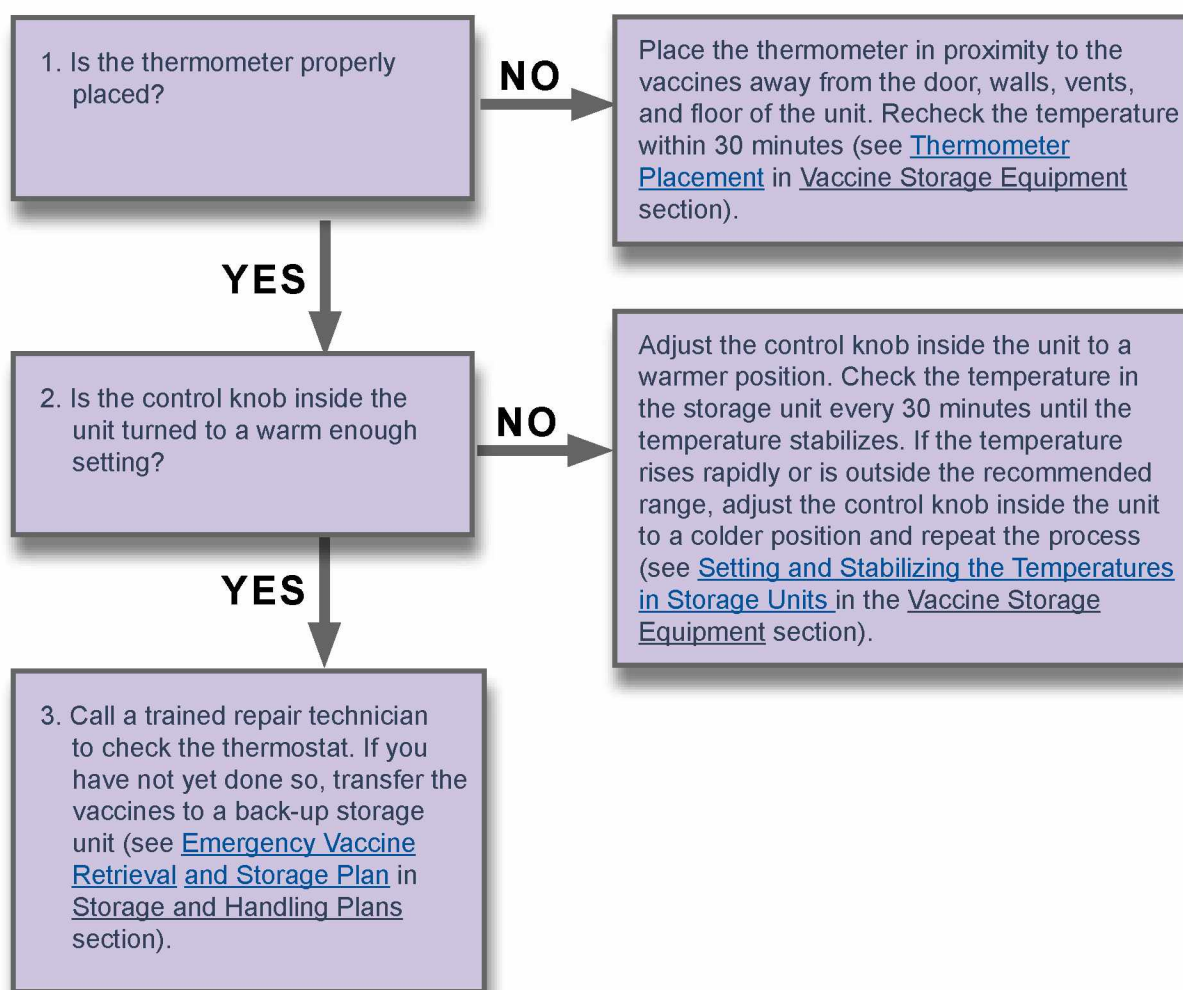 1. Is the thermometer properly
placed?
NO
Place the thermometer in proximity to the
vaccines away from the door, walls, vents,
and floor of the unit. Recheck the temperature
within 30 minutes (see Thermometer
Placement in Vaccine Storage Equipment
section).
YES
2. Is the control knob inside the
unit turned to a warm enough
setting?
NO
Adjust the control knob inside the unit to a
warmer position. Check the temperature in
the storage unit every 30 minutes until the
temperature stabilizes. If the temperature
rises rapidly or is outside the recommended
range, adjust the control knob inside the unit
to a colder position and repeat the process
(see Setting and Stabilizing the Temperatures
in Storage Units in the Vaccine Storage
Equipment section).
YES
3. Call a trained repair technician
to check the thermostat. If you
have not yet done so, transfer the
vaccines to a back-up storage
unit (see Emergency Vaccine
Retrieval and Storage Plan in
Storage and Handling Plans
section).